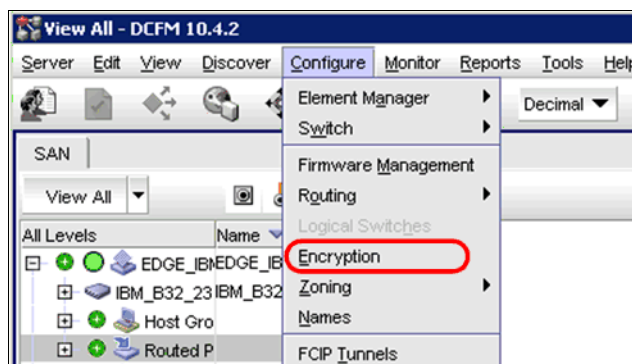 View All - DCFM 10.4.2
Server Edit View Discover Configure Monitor Reports Tools Help
Element Manager
Decimal
Switch
SAN
Firmware Management
View All
Routing
Logical Switches
All Levels Name
Encryption
EDGE_IBM EDGE_IB
Zoning
IBM_B32_23 IBM_B32
Names
Host Gro
Routed P
FCIP Tunnels